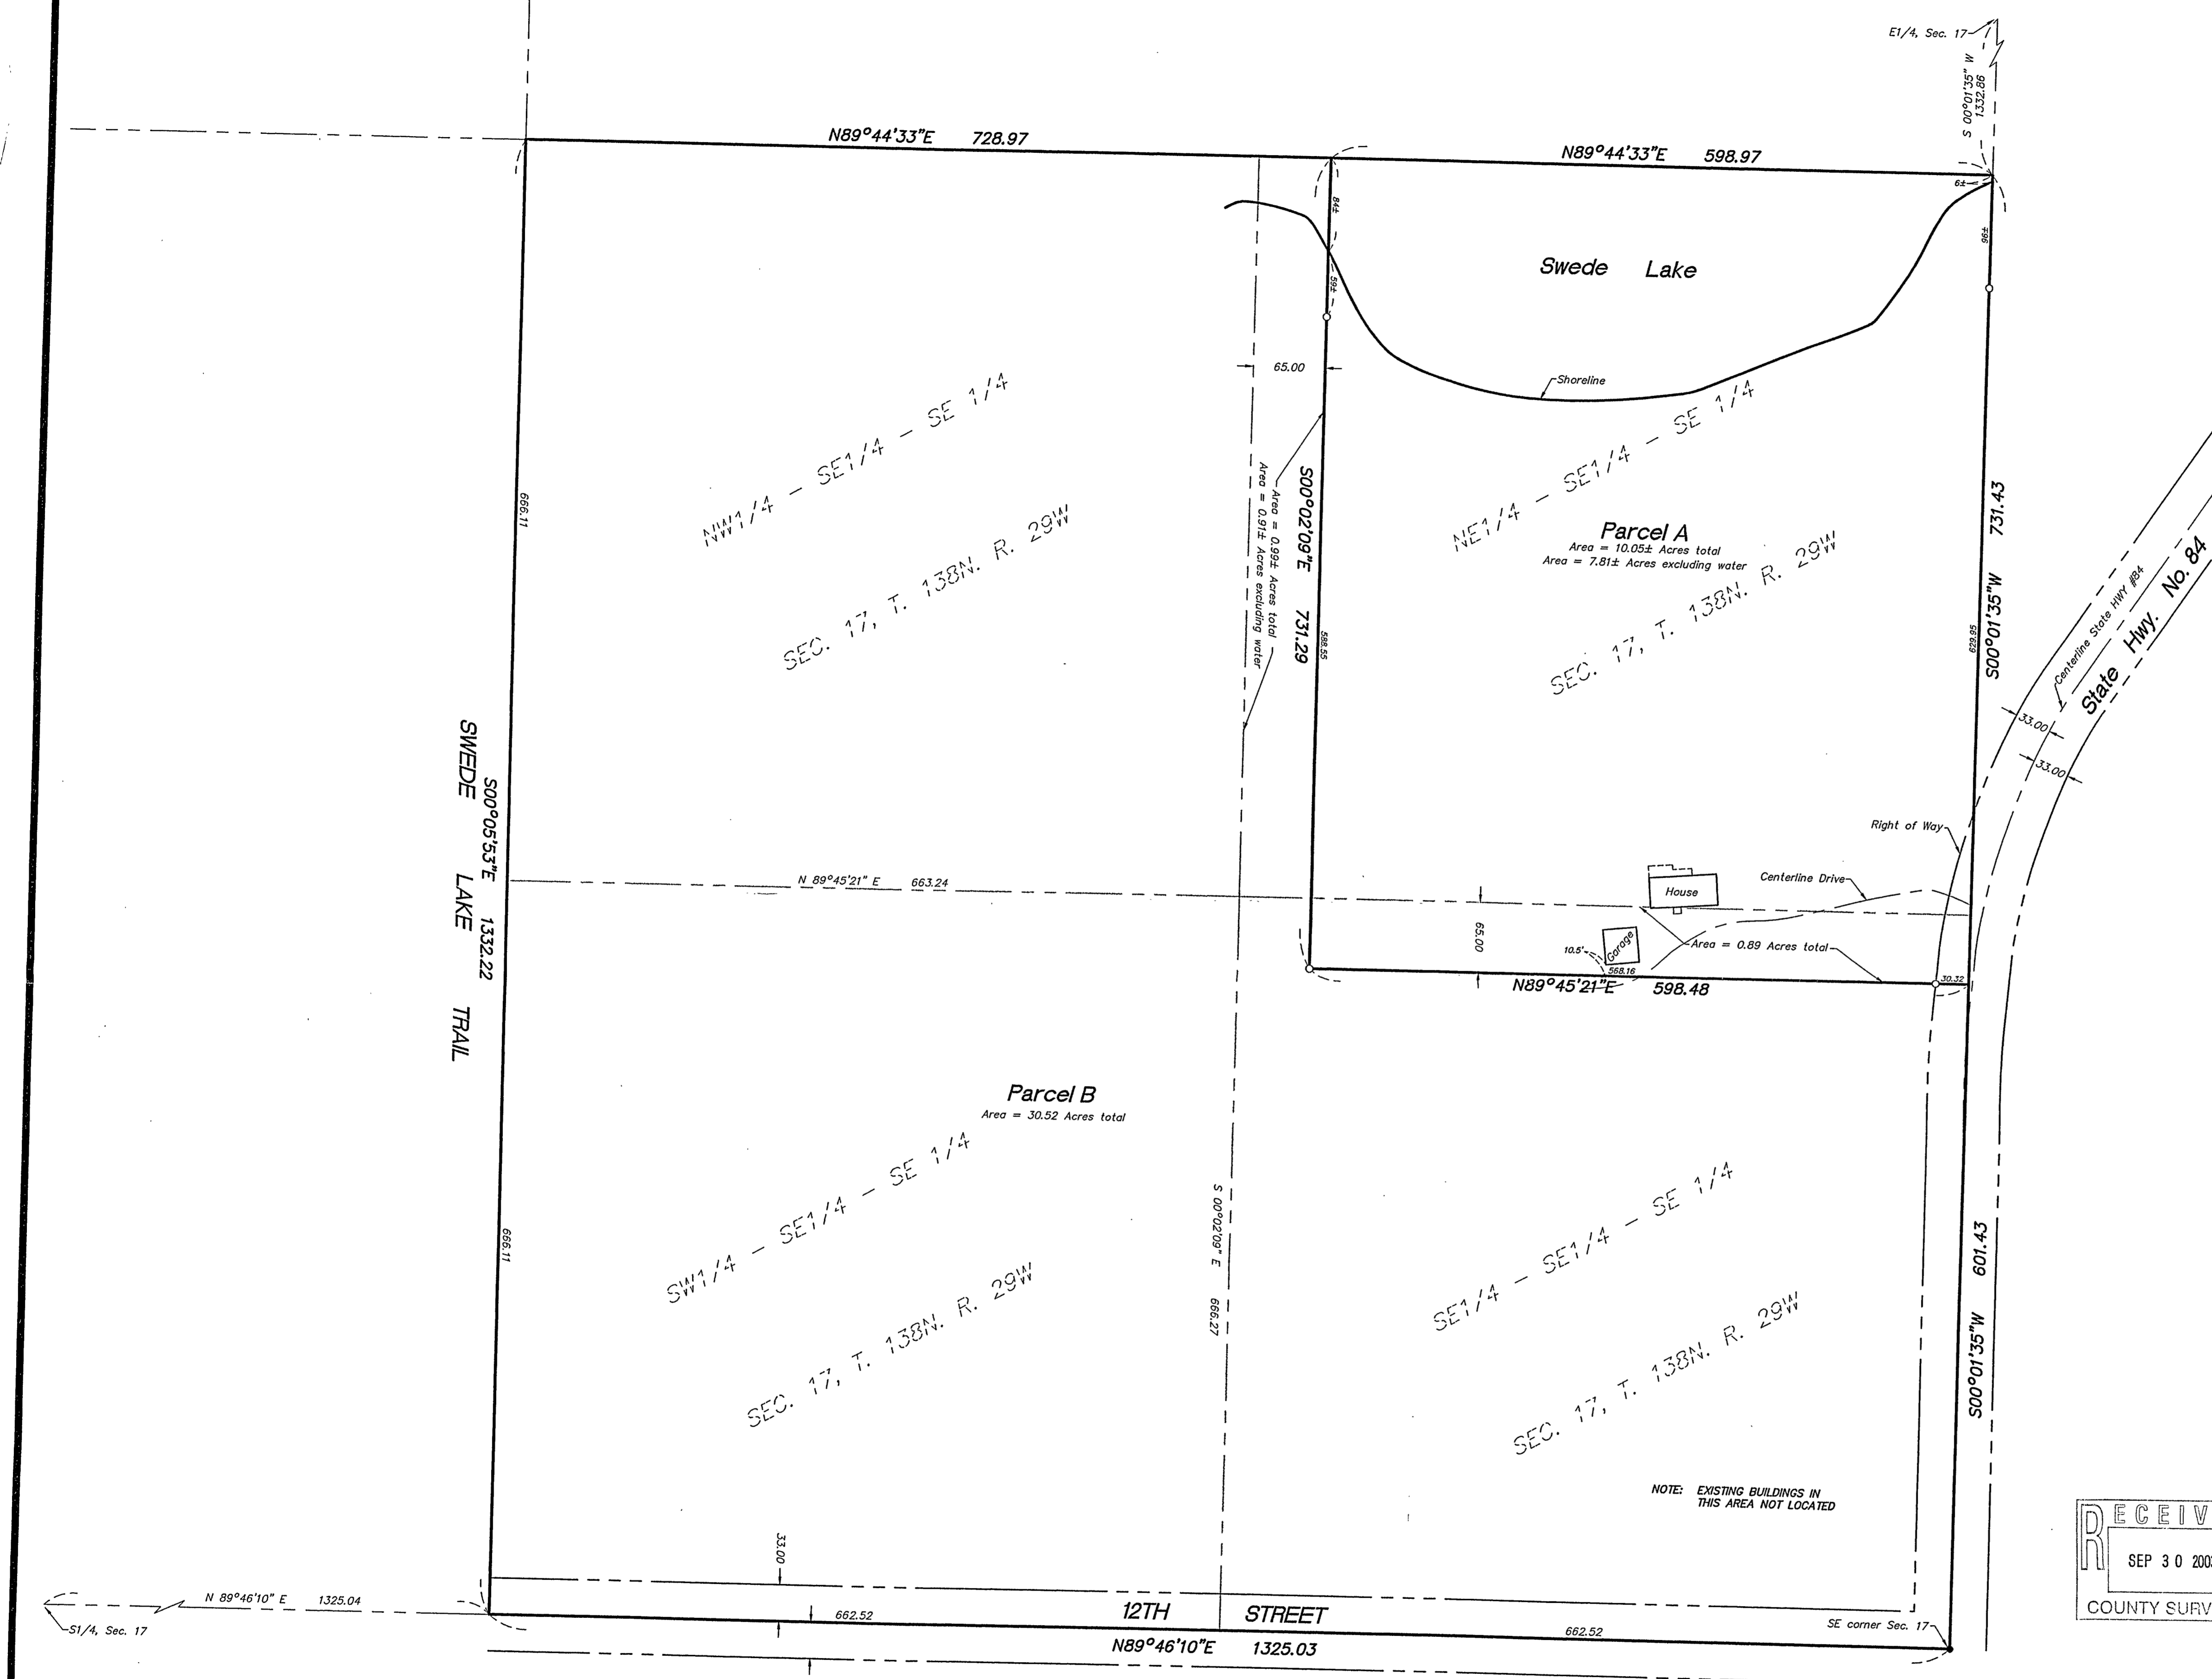 E1/4, Sec. 17
S 00°01'35" W
1332.86
N89°44'33"E 728.97
N89°44'33"E 598.97
6±
84±
96±
59±
Swede Lake
65.00
Shoreline
NW1/4 - SE1/4 - SE 1/4
SEC. 17, T. 138N. R. 29W
NE1/4 - SE1/4 - SE 1/4
SEC. 17, T. 138N. R. 29W
Parcel A
Area = 10.05± Acres total
Area = 7.81± Acres excluding water
666.11
Area = 0.99± Acres total
Area = 0.91± Acres excluding water
S00°02'09"E 731.29
588.55
629.95
S00°01'35"W 731.43
Centerline State HWY #84
State Hwy. No. 84
33.00
33.00
SWEDE LAKE TRAIL
S00°05'53"E 1332.22
N 89°45'21" E 663.24
Right of Way
House
Centerline Drive
65.00
10.5'
Garage
Area = 0.89 Acres total
568.16
30.32
N89°45'21"E 598.48
Parcel B
Area = 30.52 Acres total
SW1/4 - SE1/4 - SE 1/4
SEC. 17, T. 138N. R. 29W
666.11
S 00°02'09" E 666.27
SE1/4 - SE1/4 - SE 1/4
SEC. 17, T. 138N. R. 29W
S00°01'35"W 601.43
NOTE: EXISTING BUILDINGS IN
THIS AREA NOT LOCATED
RECEIV
SEP 30 200
COUNTY SURV
33.00
N 89°46'10" E 1325.04
S1/4, Sec. 17
662.52
12TH STREET
662.52
SE corner Sec. 17
N89°46'10"E 1325.03